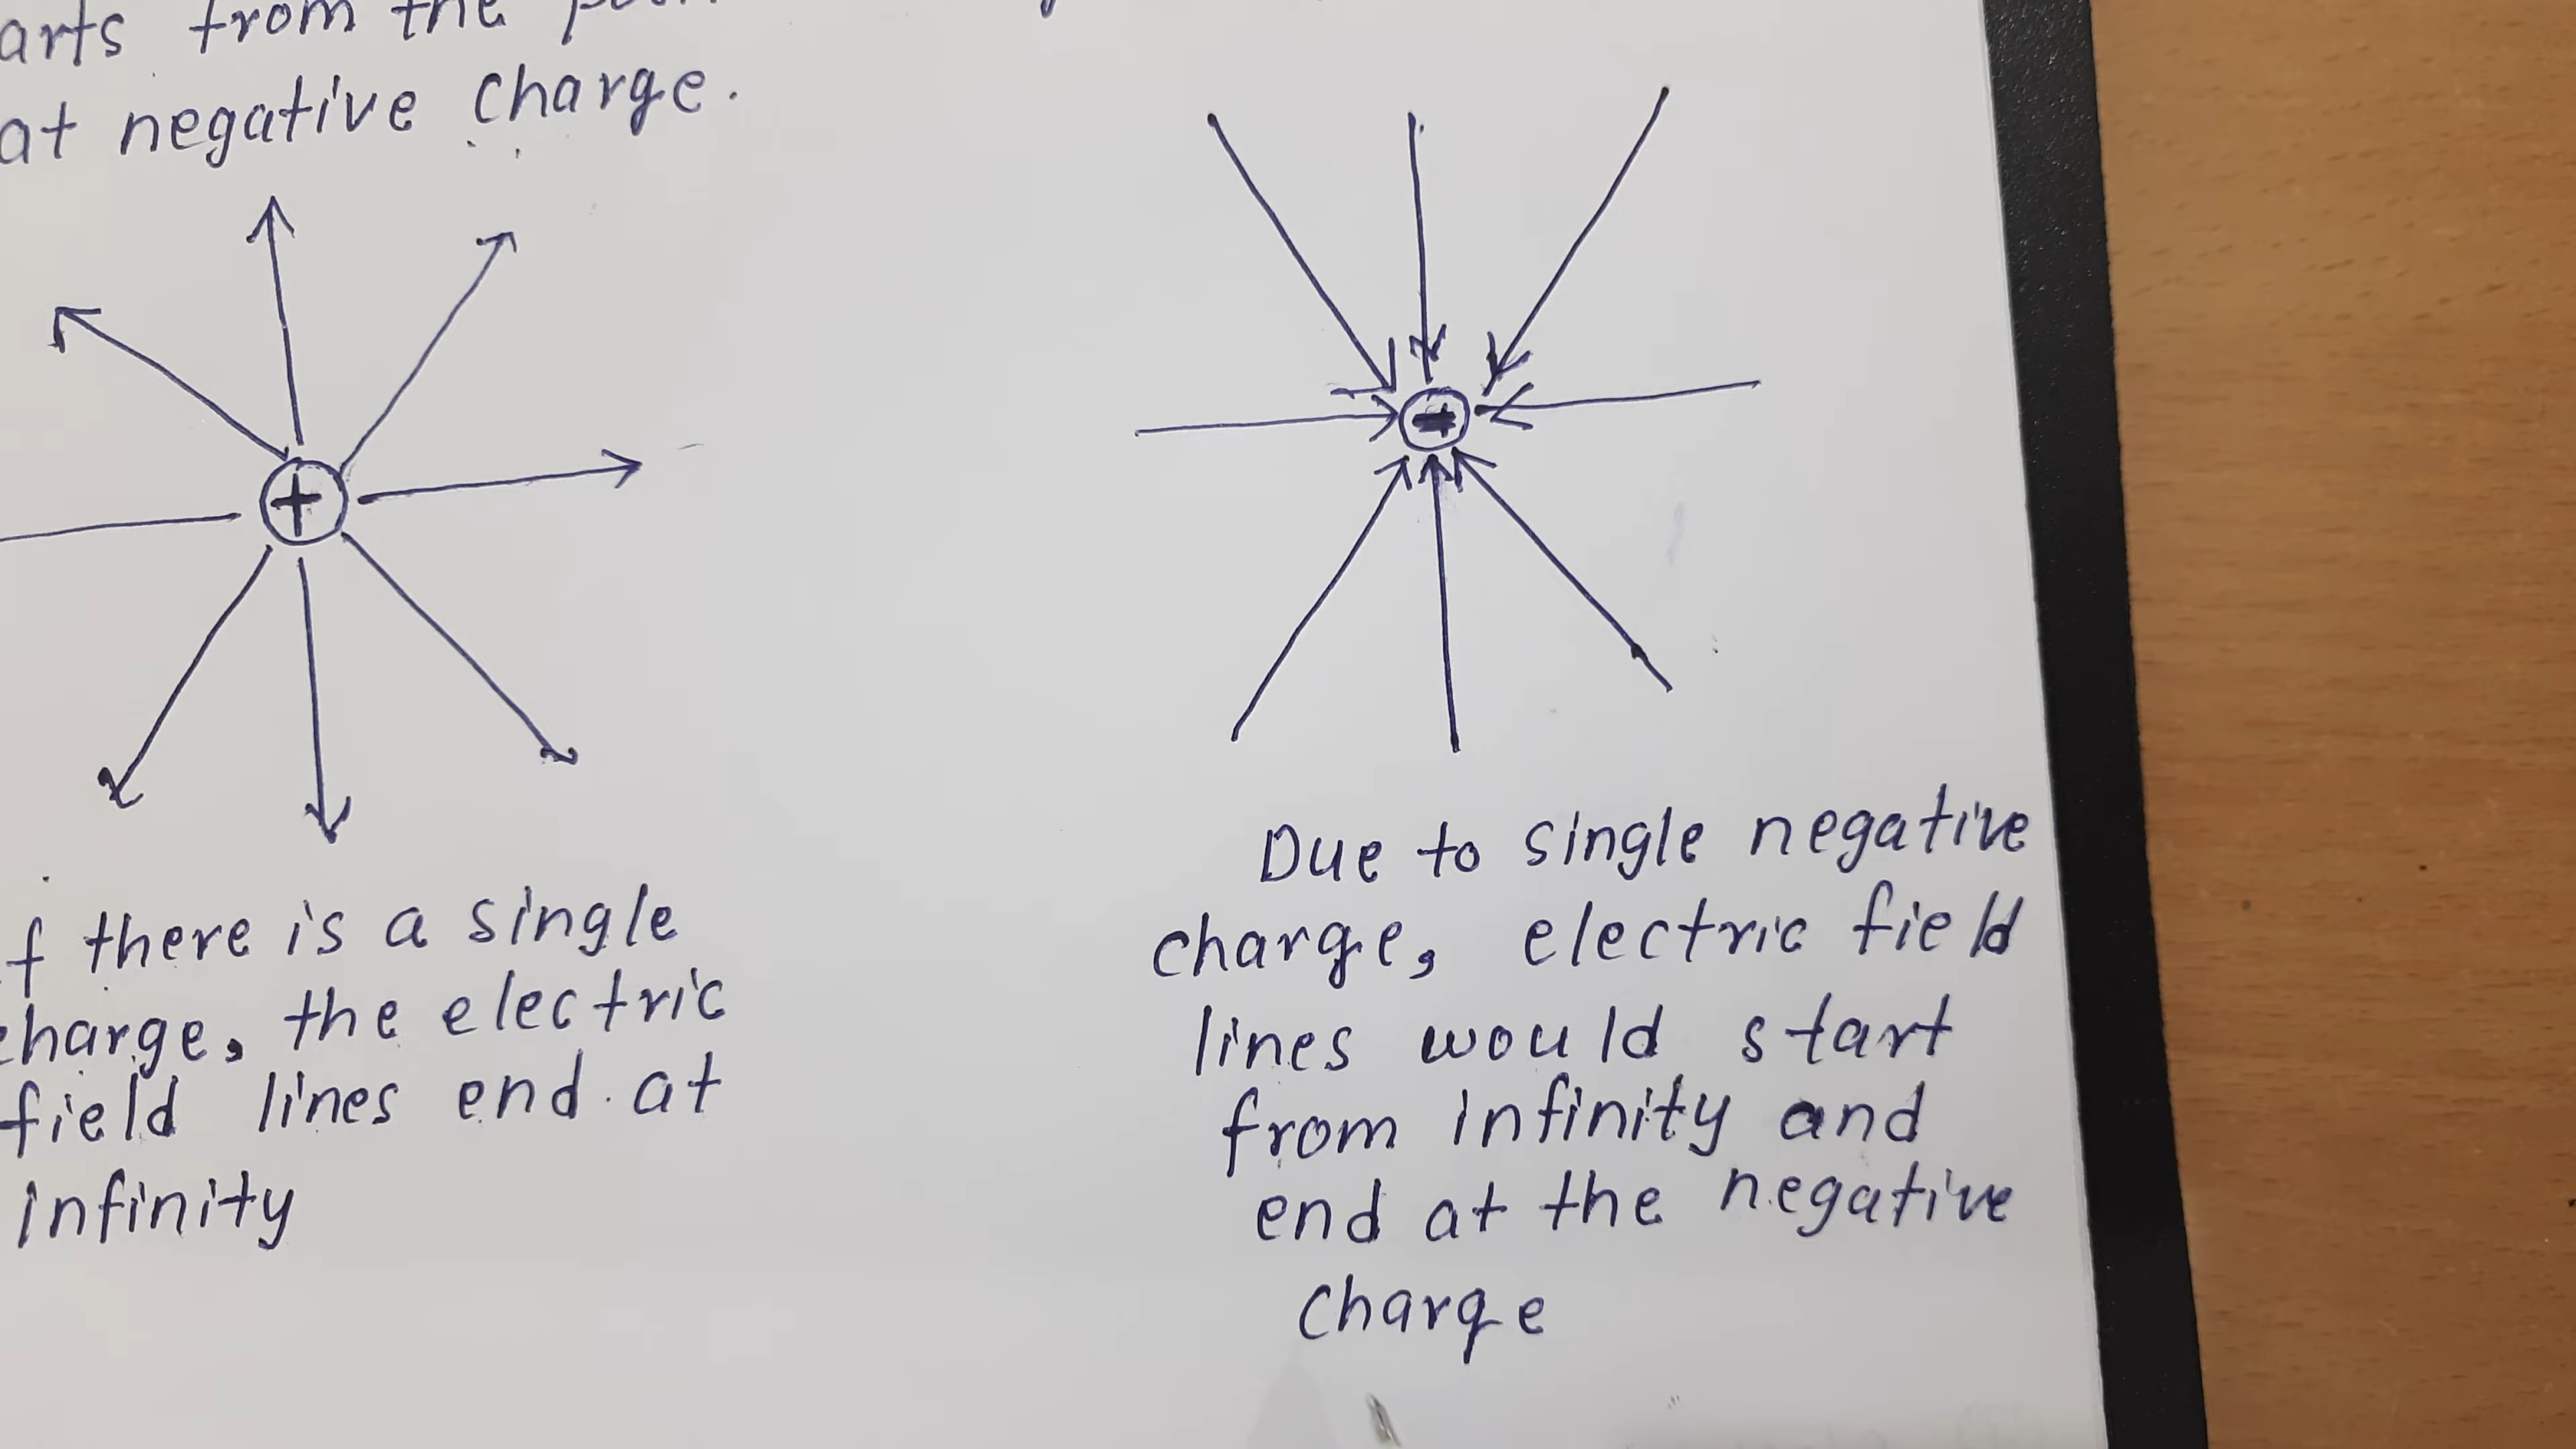 arts from the
at negative charge.
+
-
f there is a single
charge, the electric
field lines end at
infinity
Due to single negative
charge, electric field
lines would start
from infinity and
end at the negative
charge